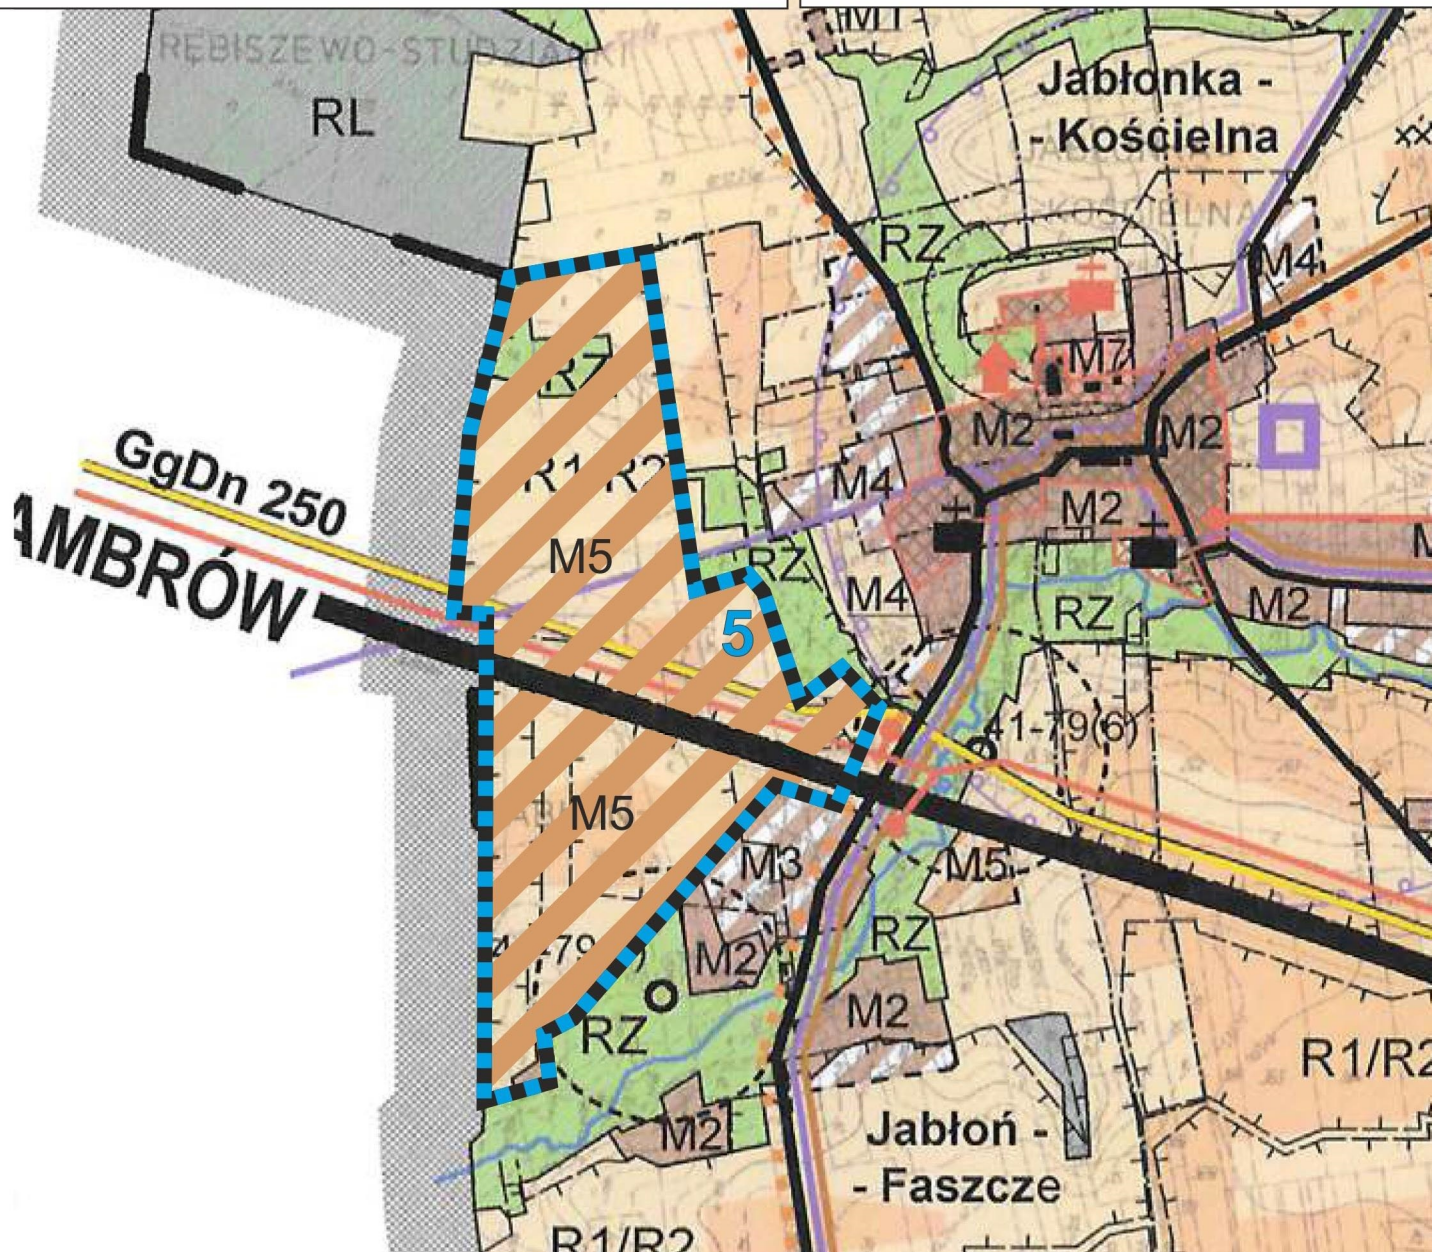 M1
RĘBISZEWO-STUDZIANKI
Jabłonka -
- Kościelna
RL
KOŚCIELNA
RZ
M4
RZ
M7
M2
M2
GgDn 250
R1
R2
M4
M2
AMBRÓW
M5
RZ
M4
RZ
M2
5
41-79(6)
M5
M3
M5
RZ
M2
M2
RZ
R1/R2
Jabłoń -
- Faszcze
M2
R1/R2